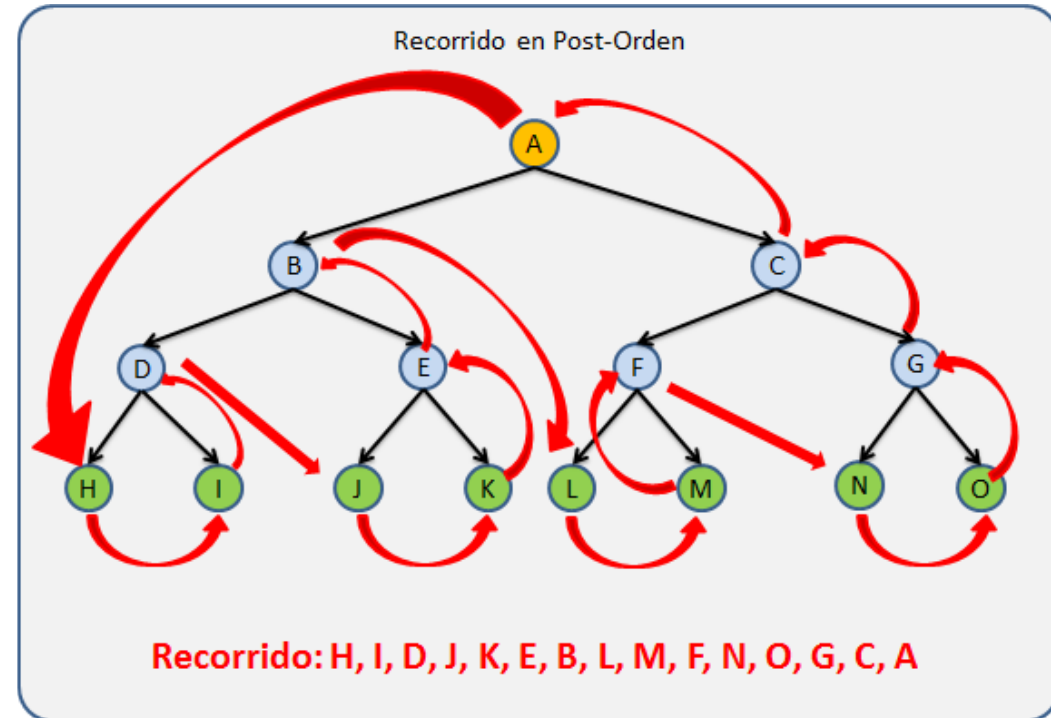 Recorrido en Post-Orden
A
B
C
D
E
F
G
H
I
J
K
L
M
N
O
Recorrido: H, I, D, J, K, E, B, L, M, F, N, O, G, C, A